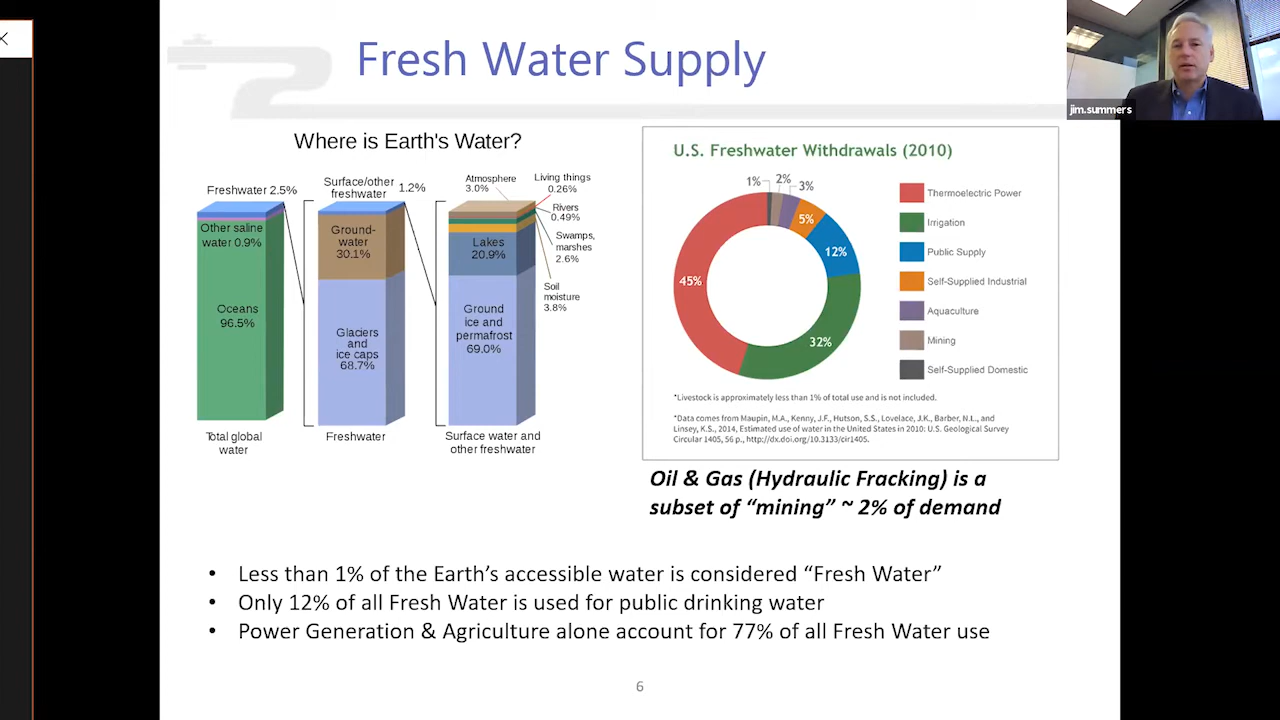 Fresh Water Supply
jim.summers
Where is Earth's Water?
Freshwater 2.5%
Surface/other
freshwater 1.2%
Atmosphere
3.0%
Living things
0.26%
Rivers
0.49%
Swamps,
marshes
2.6%
Soil
moisture
3.8%
Other saline
water 0.9%
Oceans
96.5%
Ground-
water
30.1%
Glaciers
and
ice caps
68.7%
Lakes
20.9%
Ground
ice and
permafrost
69.0%
Total global
water
Freshwater
Surface water and
other freshwater
U.S. Freshwater Withdrawals (2010)
1%
2%
3%
5%
12%
32%
45%
Thermoelectric Power
Irrigation
Public Supply
Self-Supplied Industrial
Aquaculture
Mining
Self-Supplied Domestic
*Livestock is approximately less than 1% of total use and is not included.
*Data comes from Maupin, M.A., Kenny, J.F., Hutson, S.S., Lovelace, J.K., Barber, N.L., and
Linsey, K.S., 2014, Estimated use of water in the United States in 2010: U.S. Geological Survey
Circular 1405, 56 p., http://dx.doi.org/10.3133/cir1405.
Oil & Gas (Hydraulic Fracking) is a
subset of “mining” ~ 2% of demand
• Less than 1% of the Earth’s accessible water is considered “Fresh Water”
• Only 12% of all Fresh Water is used for public drinking water
• Power Generation & Agriculture alone account for 77% of all Fresh Water use
6